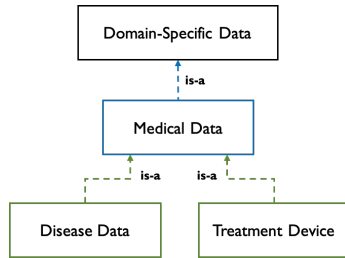 Domain-Specific Data
is-a
Medical Data
is-a
is-a
Disease Data
Treatment Device